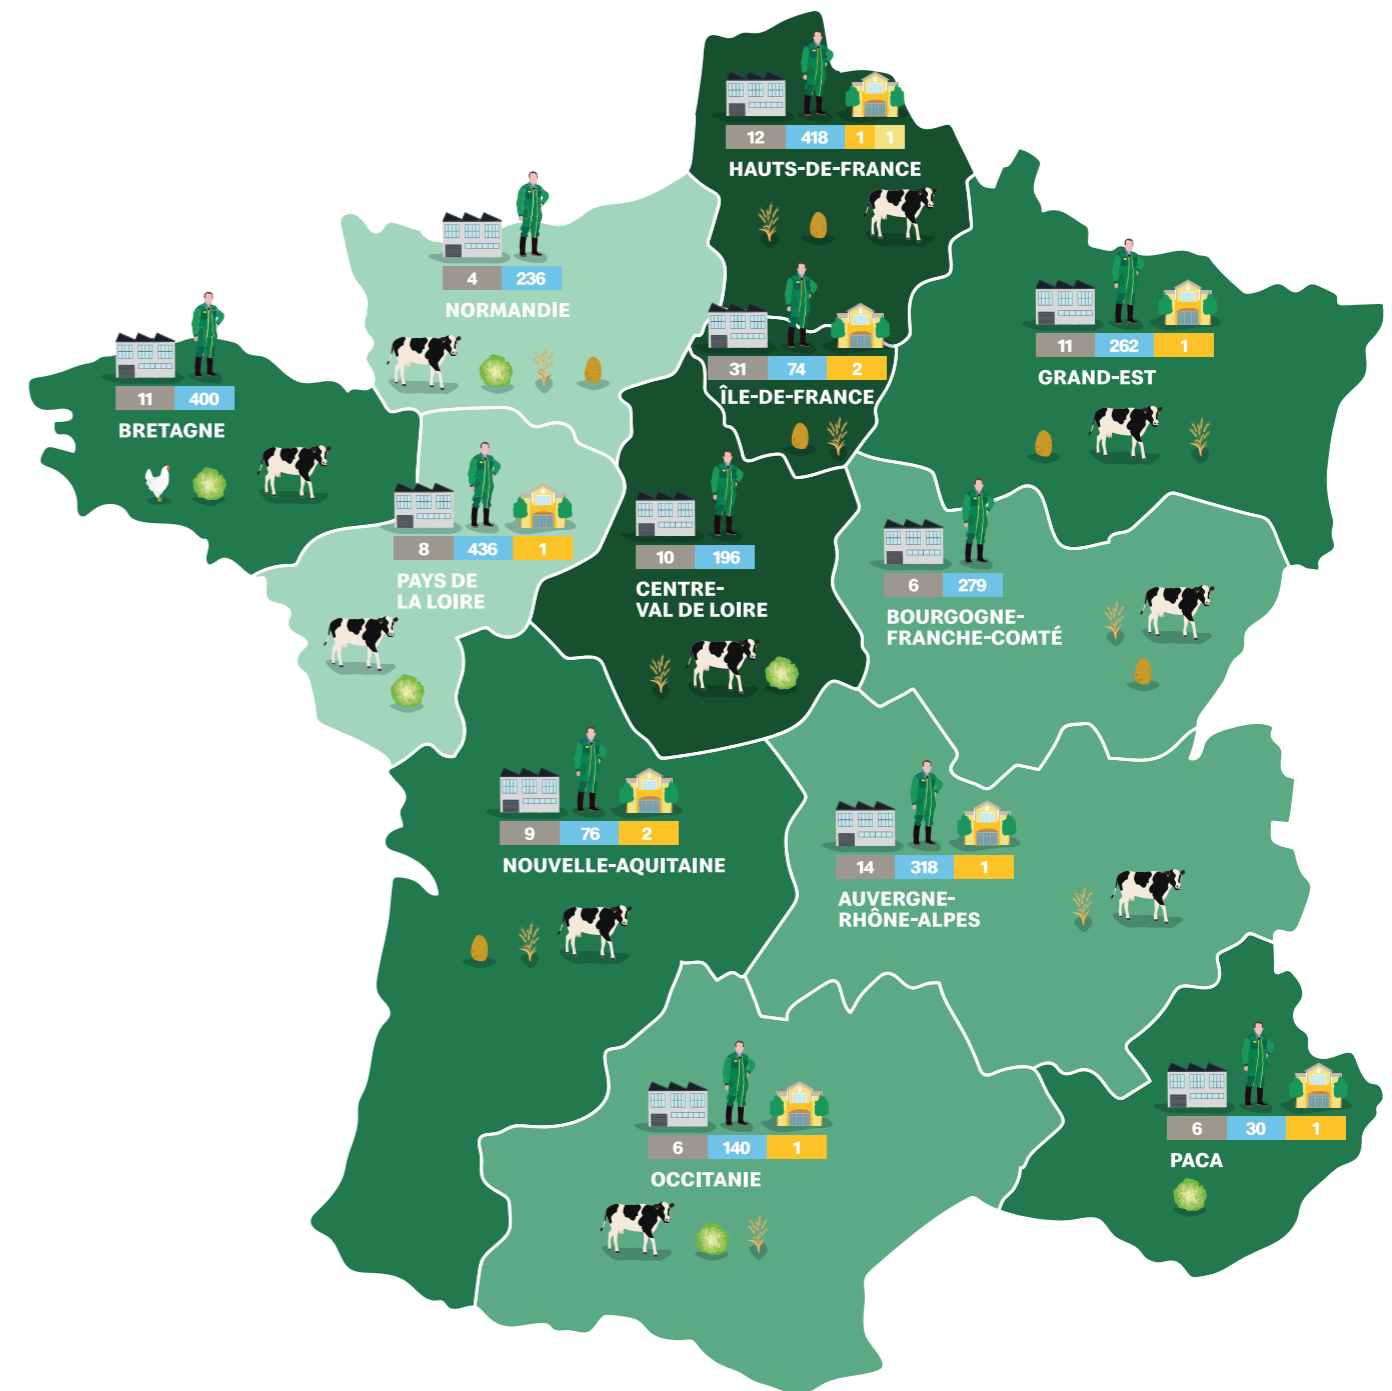 12 418 1 1
HAUTS-DE-FRANCE
4 236
NORMANDIE
31 74 2
ÎLE-DE-FRANCE
11 262 1
GRAND-EST
11 400
BRETAGNE
8 436 1
PAYS DE
LA LOIRE
10 196
CENTRE-
VAL DE LOIRE
6 279
BOURGOGNE-
FRANCHE-COMTÉ
9 76 2
NOUVELLE-AQUITAINE
14 318 1
AUVERGNE-
RHÔNE-ALPES
6 140 1
OCCITANIE
6 30 1
PACA